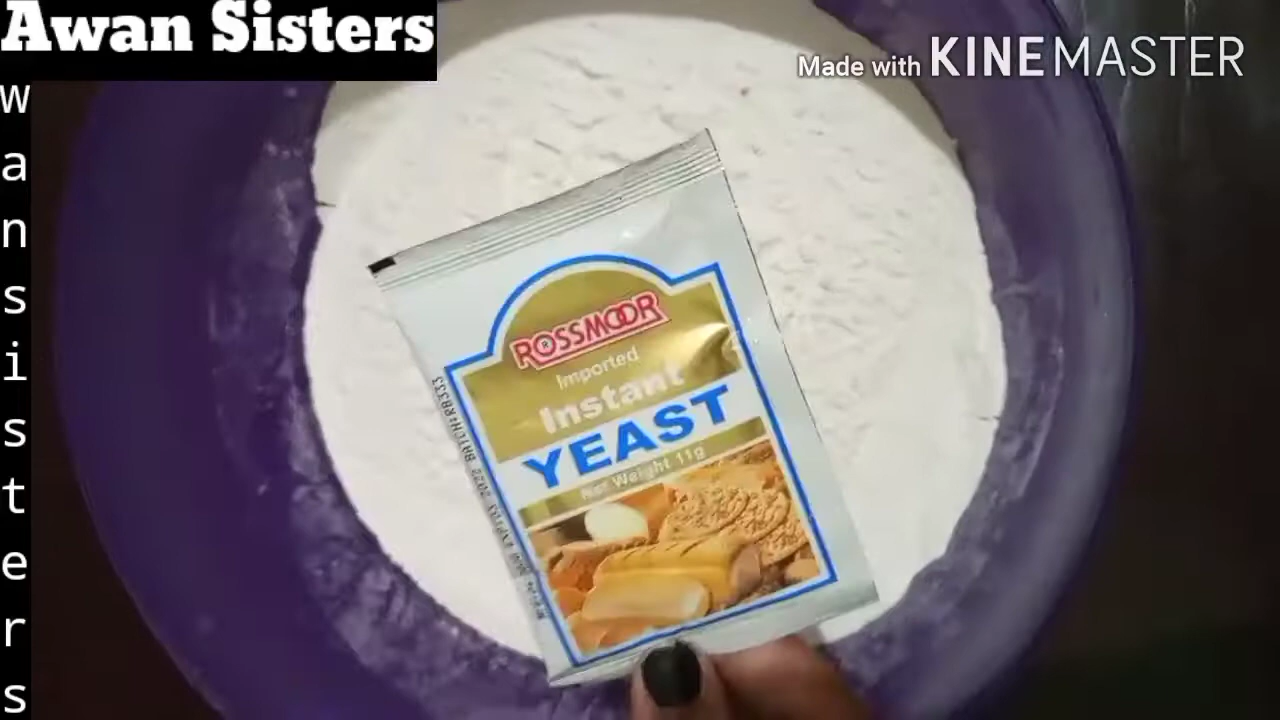 Awan Sisters
Made with KINEMASTER
wansisters
ROSSMOOR
Imported
Instant
YEAST
Net Weight 11g